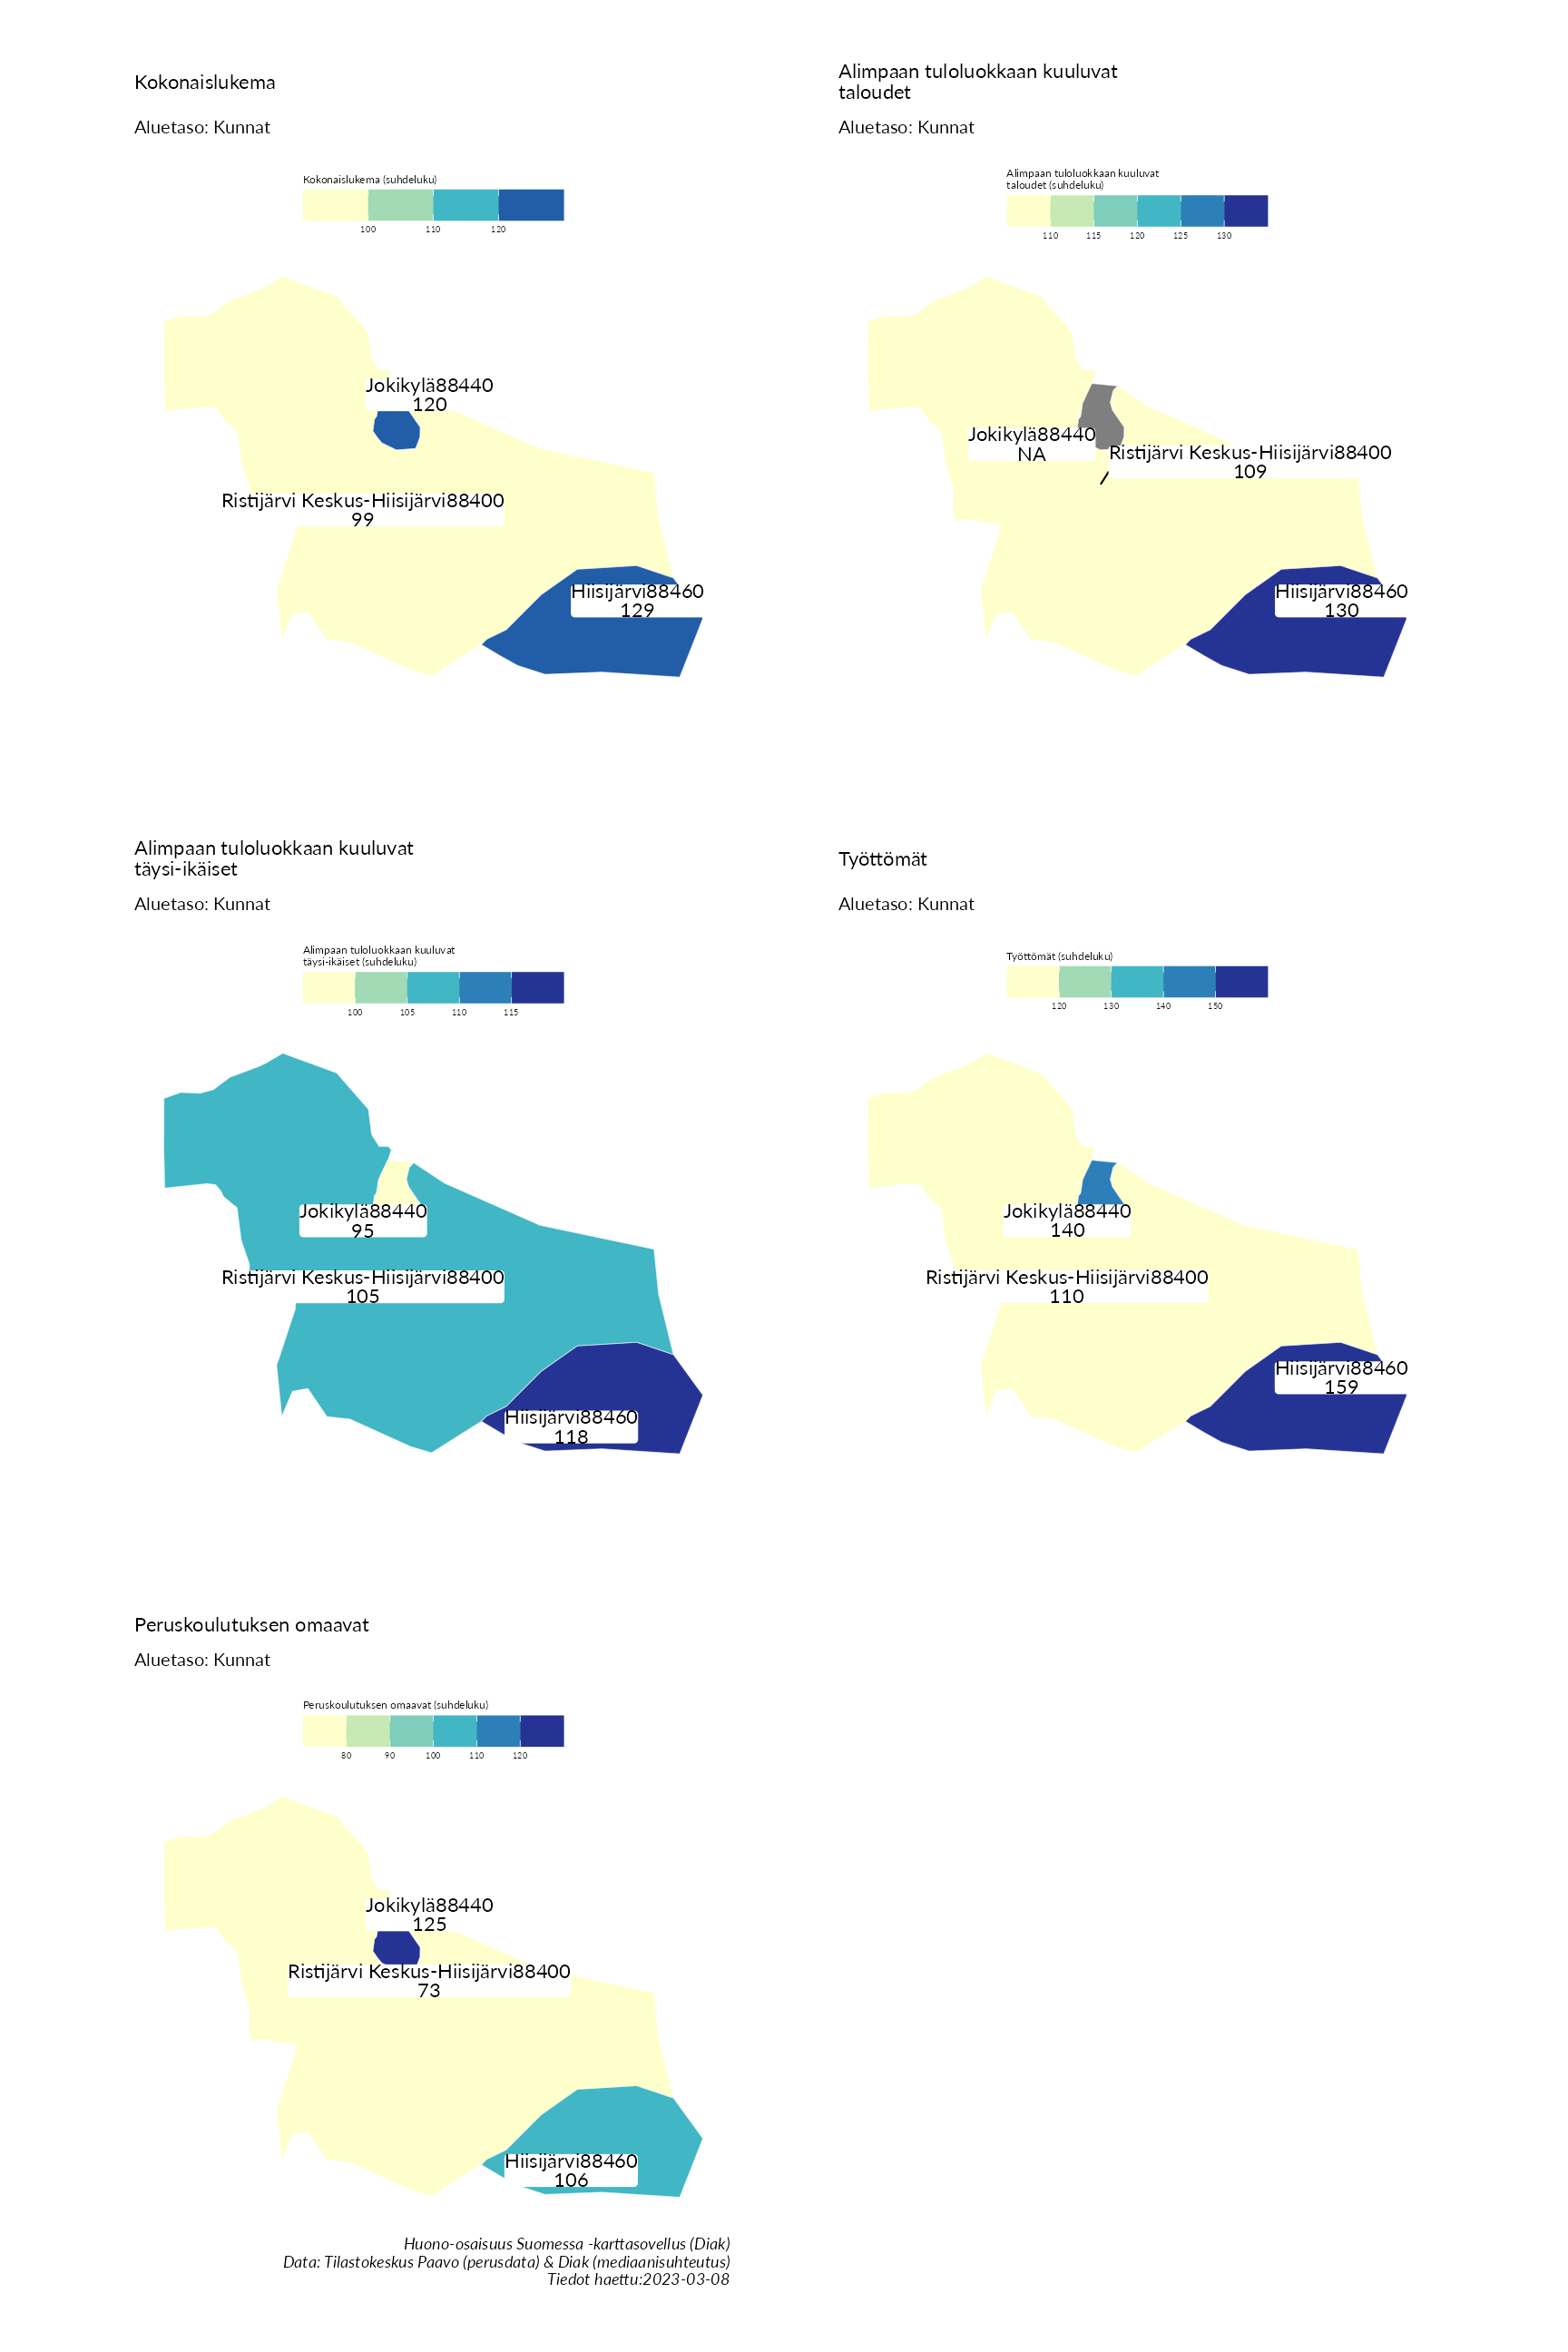 Kokonaislukema
Aluetaso: Kunnat
Kokonaislukema (suhdeluku)
100 110 120
Jokikylä88440
120
Ristijärvi Keskus-Hiisijärvi88400
99
Hiisijärvi88460
129
Alimpaan tuloluokkaan kuuluvat
taloudet
Aluetaso: Kunnat
Alimpaan tuloluokkaan kuuluvat
taloudet (suhdeluku)
110 115 120 125 130
Jokikylä88440
NA
Ristijärvi Keskus-Hiisijärvi88400
109
Hiisijärvi88460
130
Alimpaan tuloluokkaan kuuluvat
täysi-ikäiset
Aluetaso: Kunnat
Alimpaan tuloluokkaan kuuluvat
täysi-ikäiset (suhdeluku)
100 105 110 115
Jokikylä88440
95
Ristijärvi Keskus-Hiisijärvi88400
105
Hiisijärvi88460
118
Työttömät
Aluetaso: Kunnat
Työttömät (suhdeluku)
120 130 140 150
Jokikylä88440
140
Ristijärvi Keskus-Hiisijärvi88400
110
Hiisijärvi88460
159
Peruskoulutuksen omaavat
Aluetaso: Kunnat
Peruskoulutuksen omaavat (suhdeluku)
80 90 100 110 120
Jokikylä88440
125
Ristijärvi Keskus-Hiisijärvi88400
73
Hiisijärvi88460
106
Huono-osaisuus Suomessa -karttasovellus (Diak)
Data: Tilastokeskus Paavo (perusdata) & Diak (mediaanisuhteutus)
Tiedot haettu:2023-03-08